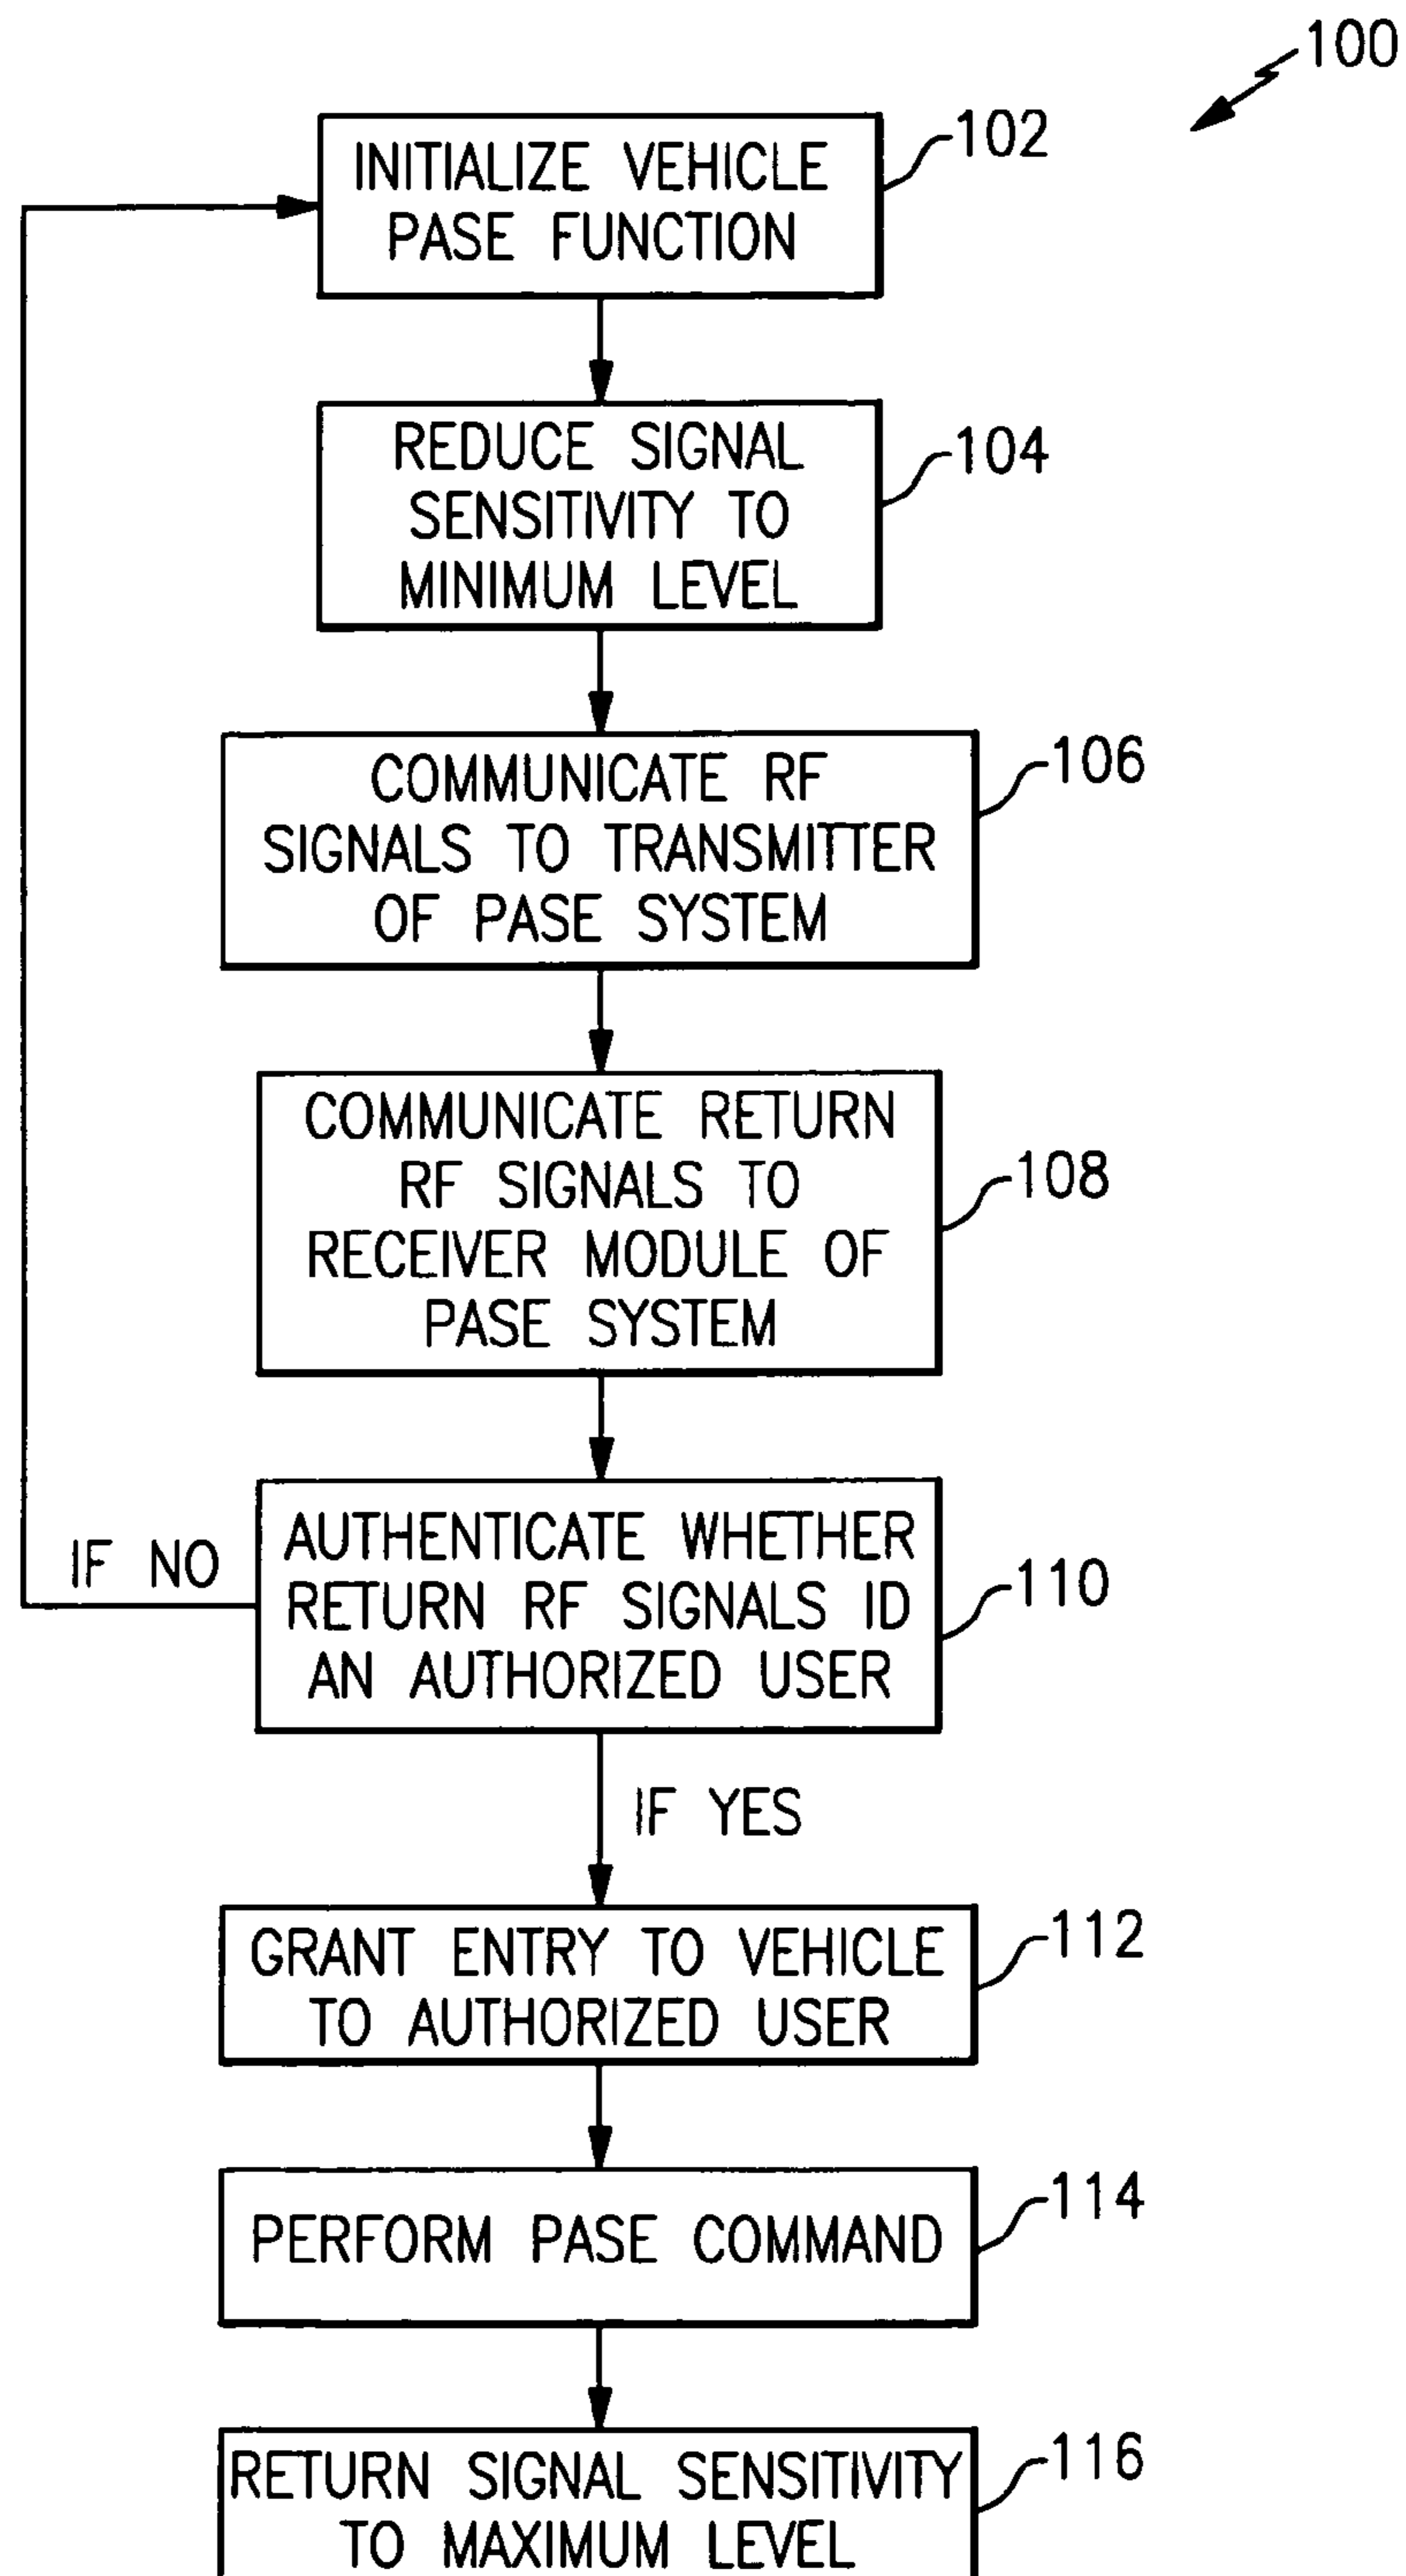 100
INITIALIZE VEHICLE
PASE FUNCTION
102
REDUCE SIGNAL
SENSITIVITY TO
MINIMUM LEVEL
104
COMMUNICATE RF
SIGNALS TO TRANSMITTER
OF PASE SYSTEM
106
COMMUNICATE RETURN
RF SIGNALS TO
RECEIVER MODULE OF
PASE SYSTEM
108
AUTHENTICATE WHETHER
RETURN RF SIGNALS ID
AN AUTHORIZED USER
110
IF NO
IF YES
GRANT ENTRY TO VEHICLE
TO AUTHORIZED USER
112
PERFORM PASE COMMAND
114
RETURN SIGNAL SENSITIVITY
TO MAXIMUM LEVEL
116